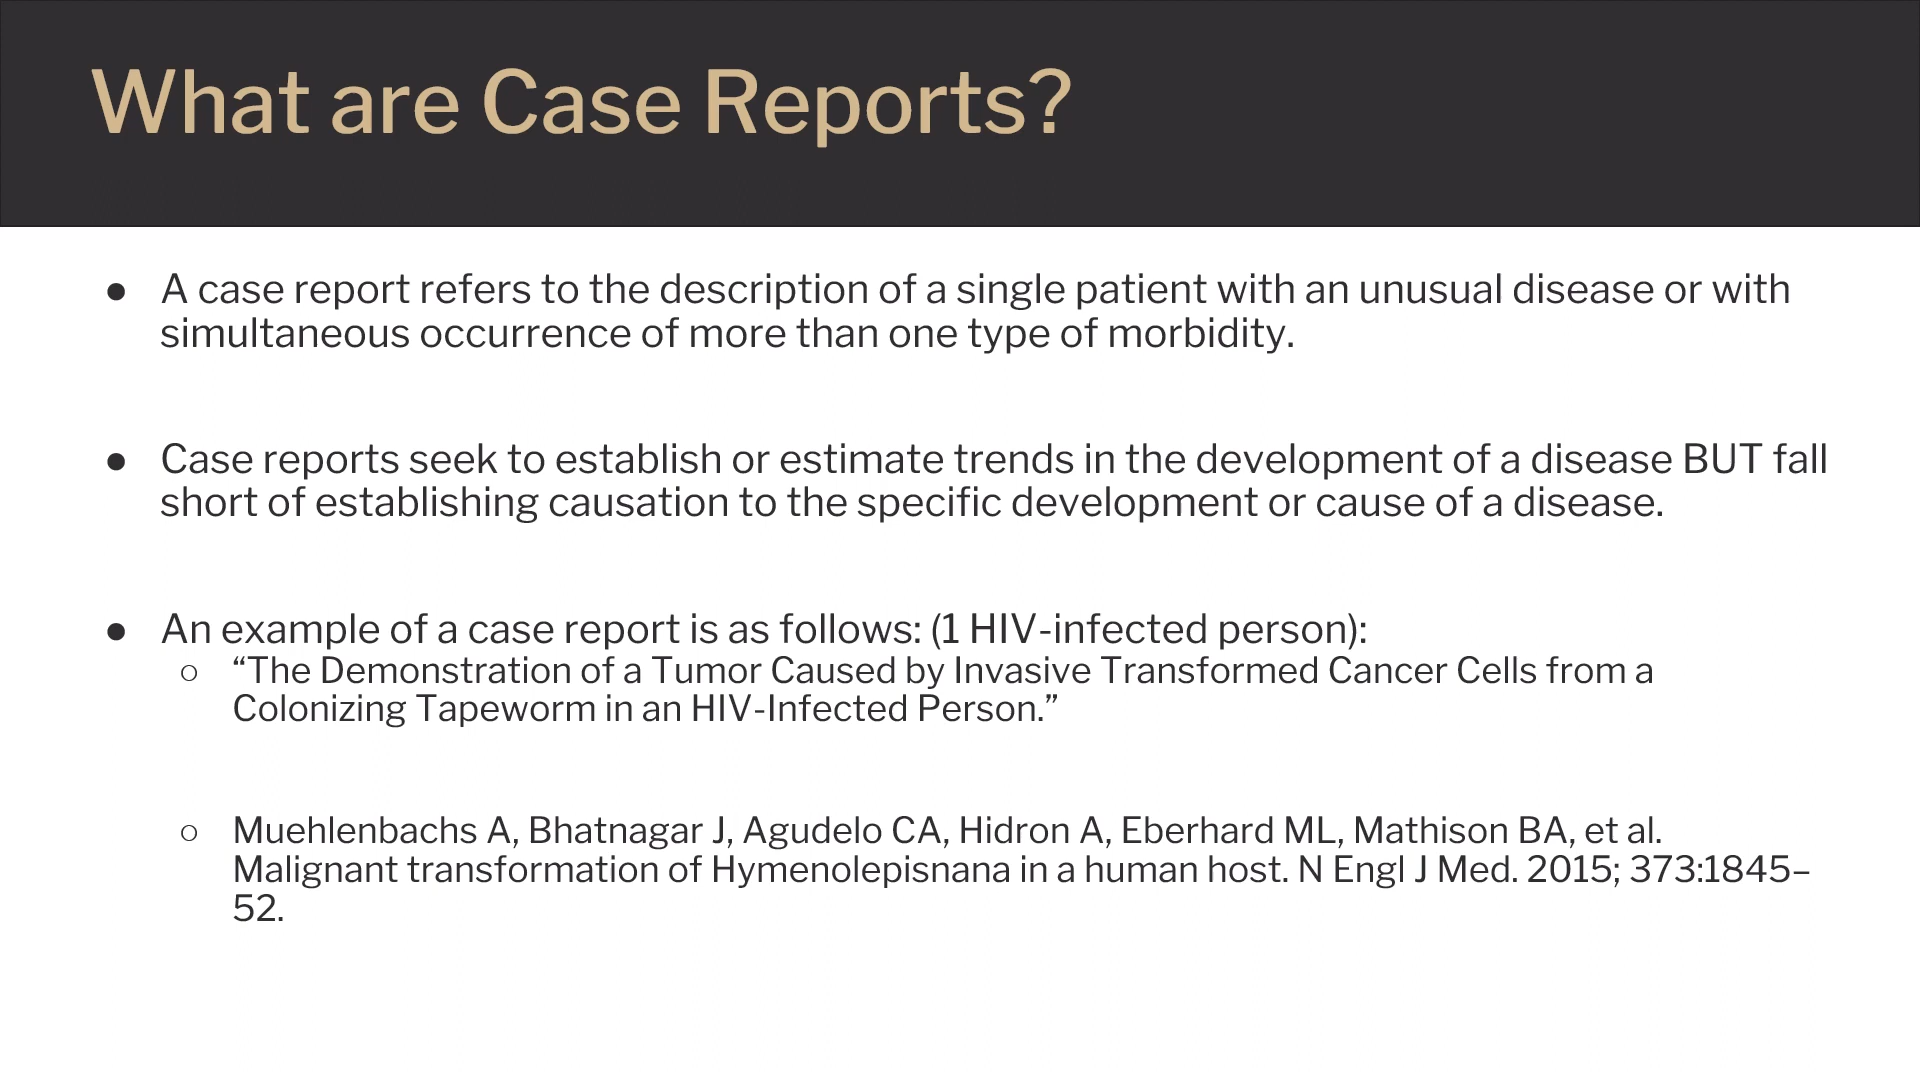 What are Case Reports?
● A case report refers to the description of a single patient with an unusual disease or with
simultaneous occurrence of more than one type of morbidity.
● Case reports seek to establish or estimate trends in the development of a disease BUT fall
short of establishing causation to the specific development or cause of a disease.
● An example of a case report is as follows: (1 HIV-infected person):
○ “The Demonstration of a Tumor Caused by Invasive Transformed Cancer Cells from a
Colonizing Tapeworm in an HIV-Infected Person.”
○ Muehlenbachs A, Bhatnagar J, Agudelo CA, Hidron A, Eberhard ML, Mathison BA, et al.
Malignant transformation of Hymenolepisnana in a human host. N Engl J Med. 2015; 373:1845–
52.